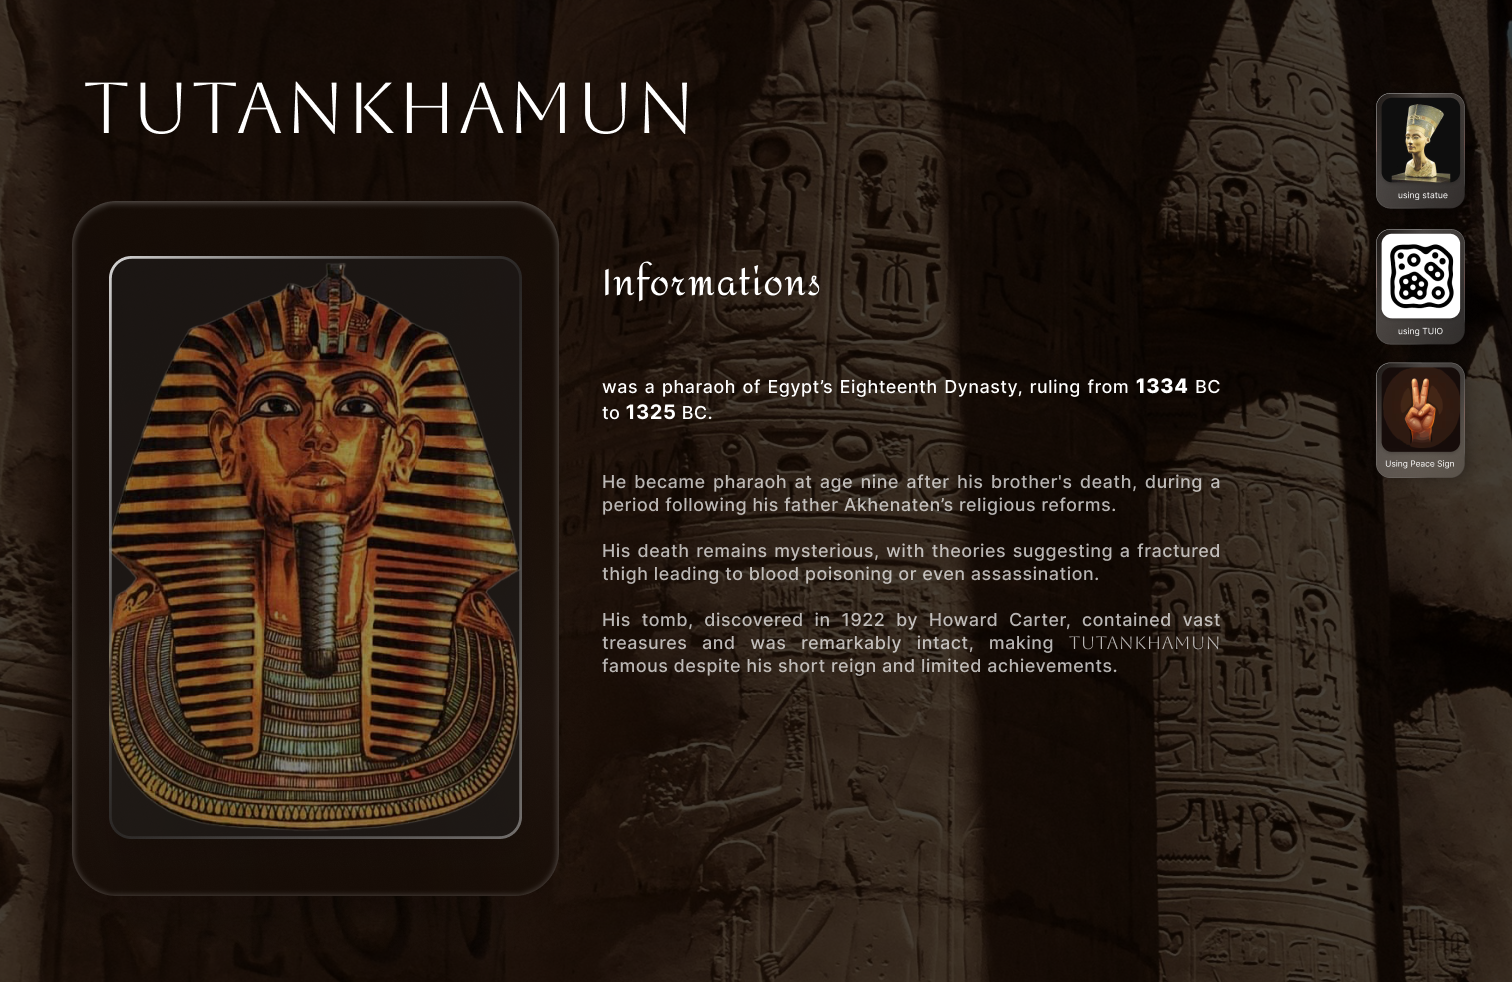 TUTANKHAMUN
using statue
using TUIO
Using Peace Sign
Informations
was a pharaoh of Egypt’s Eighteenth Dynasty, ruling from 1334 BC
to 1325 BC.
He became pharaoh at age nine after his brother's death, during a
period following his father Akhenaten’s religious reforms.
His death remains mysterious, with theories suggesting a fractured
thigh leading to blood poisoning or even assassination.
His tomb, discovered in 1922 by Howard Carter, contained vast
treasures and was remarkably intact, making TUTANKHAMUN
famous despite his short reign and limited achievements.